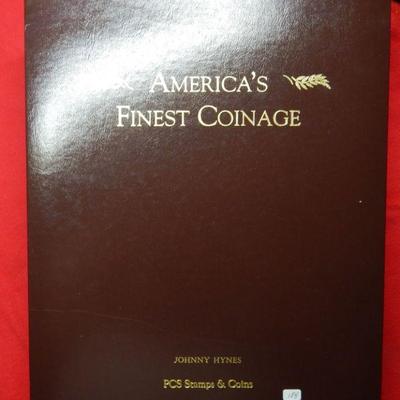 AMERICA'S
FINEST COINAGE
JOHNNY HYNES
PCS Stamps & Coins